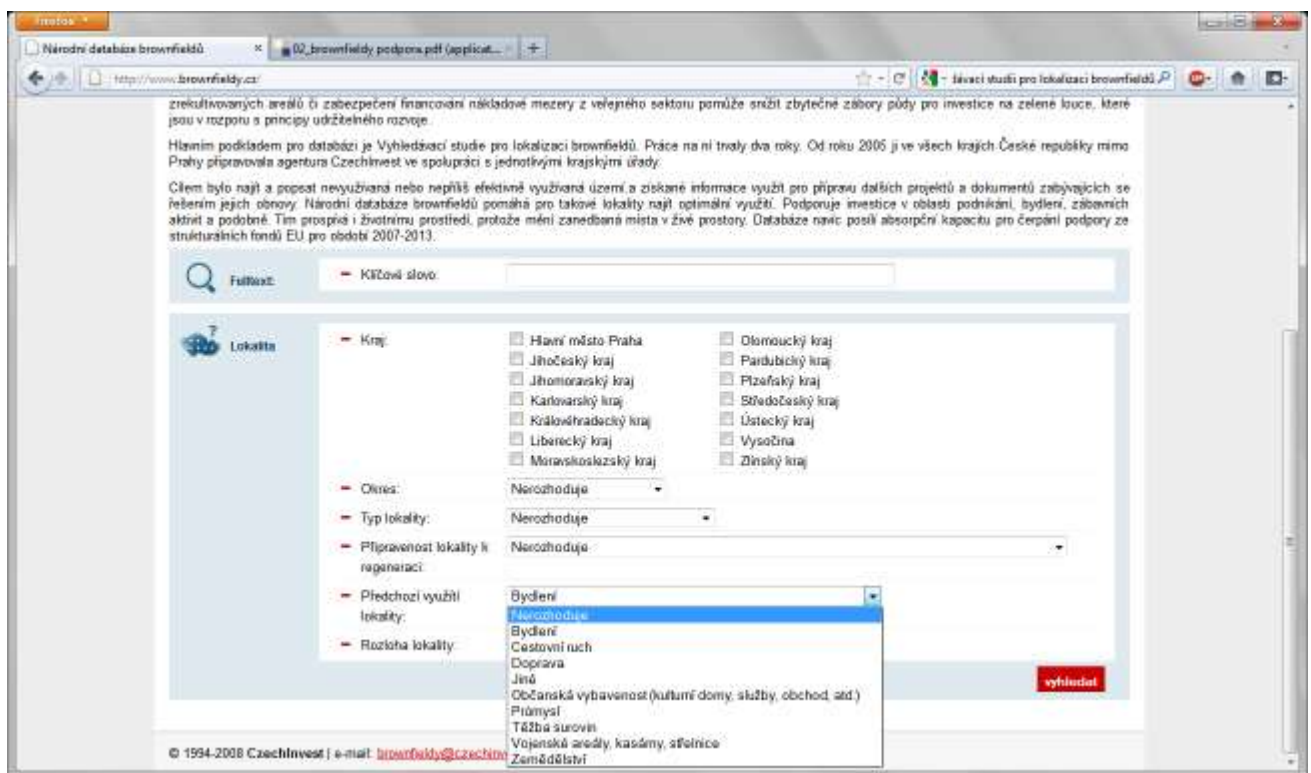 Firefox
Národní databáze brownfieldů
02_brownfieldy podpora.pdf (applicat...
http://www.brownfieldy.cz/
távací studii pro lokalizaci brownfieldů
zrekultivovaných areálů či zabezpečení financování nákladové mezery z veřejného sektoru pomůže snížit zbytečné zábory půdy pro investice na zelené louce, které
jsou v rozporu s principy udržitelného rozvoje.
Hlavním podkladem pro databázi je Vyhledávací studie pro lokalizaci brownfieldů. Práce na ní trvaly dva roky. Od roku 2005 ji ve všech krajích České republiky mimo
Prahy připravovala agentura CzechInvest ve spolupráci s jednotlivými krajskými úřady.
Cílem bylo najít a popsat nevyužívaná nebo nepříliš efektivně využívaná území a získané informace využít pro přípravu dalších projektů a dokumentů zabývajících se
řešením jejich obnovy. Národní databáze brownfieldů pomáhá pro takové lokality najít optimální využití. Podporuje investice v oblasti podnikání, bydlení, zábavních
aktivit a podobně. Tím prospívá i životnímu prostředí, protože mění zanedbaná místa v živé prostory. Databáze navíc posílí absorpční kapacitu pro čerpání podpory ze
strukturálních fondů EU pro období 2007-2013.
Fulltext:
Klíčové slovo:
Lokalita
Kraj:
Hlavní město Praha Olomoucký kraj
Jihočeský kraj Pardubický kraj
Jihomoravský kraj Plzeňský kraj
Karlovarský kraj Středočeský kraj
Královéhradecký kraj Ústecký kraj
Liberecký kraj Vysočina
Moravskoslezský kraj Zlínský kraj
Okres: Nerozhoduje
Typ lokality: Nerozhoduje
Připravenost lokality k Nerozhoduje
regeneraci:
Předchozí využití Bydlení
lokality: Nerozhoduje
Bydlení
Rozloha lokality: Cestovní ruch
Doprava
Jiné
vyhledat
Občanská vybavenost (kulturní domy, služby, obchod, atd.)
Průmysl
Těžba surovin
Vojenské areály, kasárny, střelnice
© 1994-2008 CzechInvest | e-mail: brownfieldy@czechinv
Zemědělství